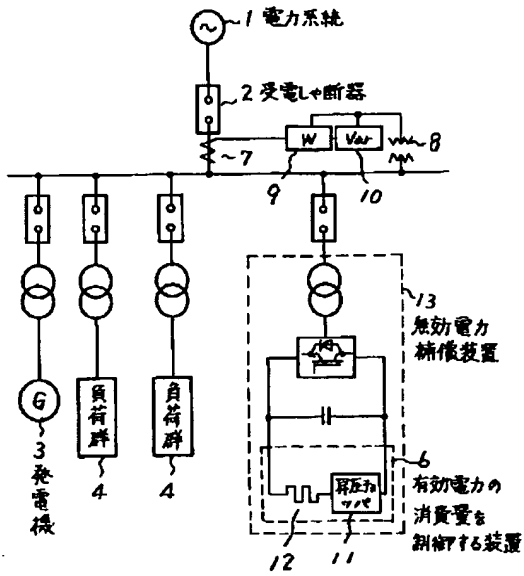 1 電力系統
2 受電しゃ断器
7
W
Var
8
9
10
G
負荷群
負荷群
3 発電機
4
4
13
無効電力
補償装置
6
昇圧チョ
ッパ
有効電力の
消費量を
制御する装置
12
11